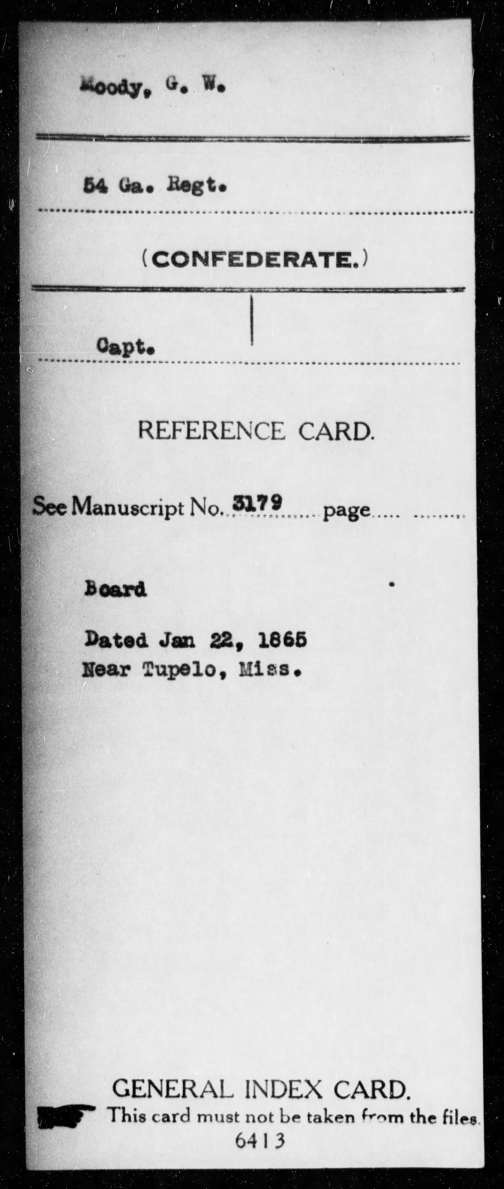 Moody, G. W.
54 Ga. Regt.
(CONFEDERATE.)
Capt.
REFERENCE CARD.
See Manuscript No. 3179 page
Board
Dated Jan 22, 1865
Near Tupelo, Miss.
GENERAL INDEX CARD.
This card must not be taken from the files.
6413